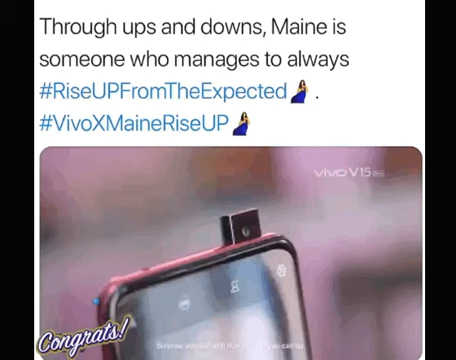 Through ups and downs, Maine is
someone who manages to always
#RiseUPFromTheExpected .
#VivoXMaineRiseUP
vivo V15
Congrats!